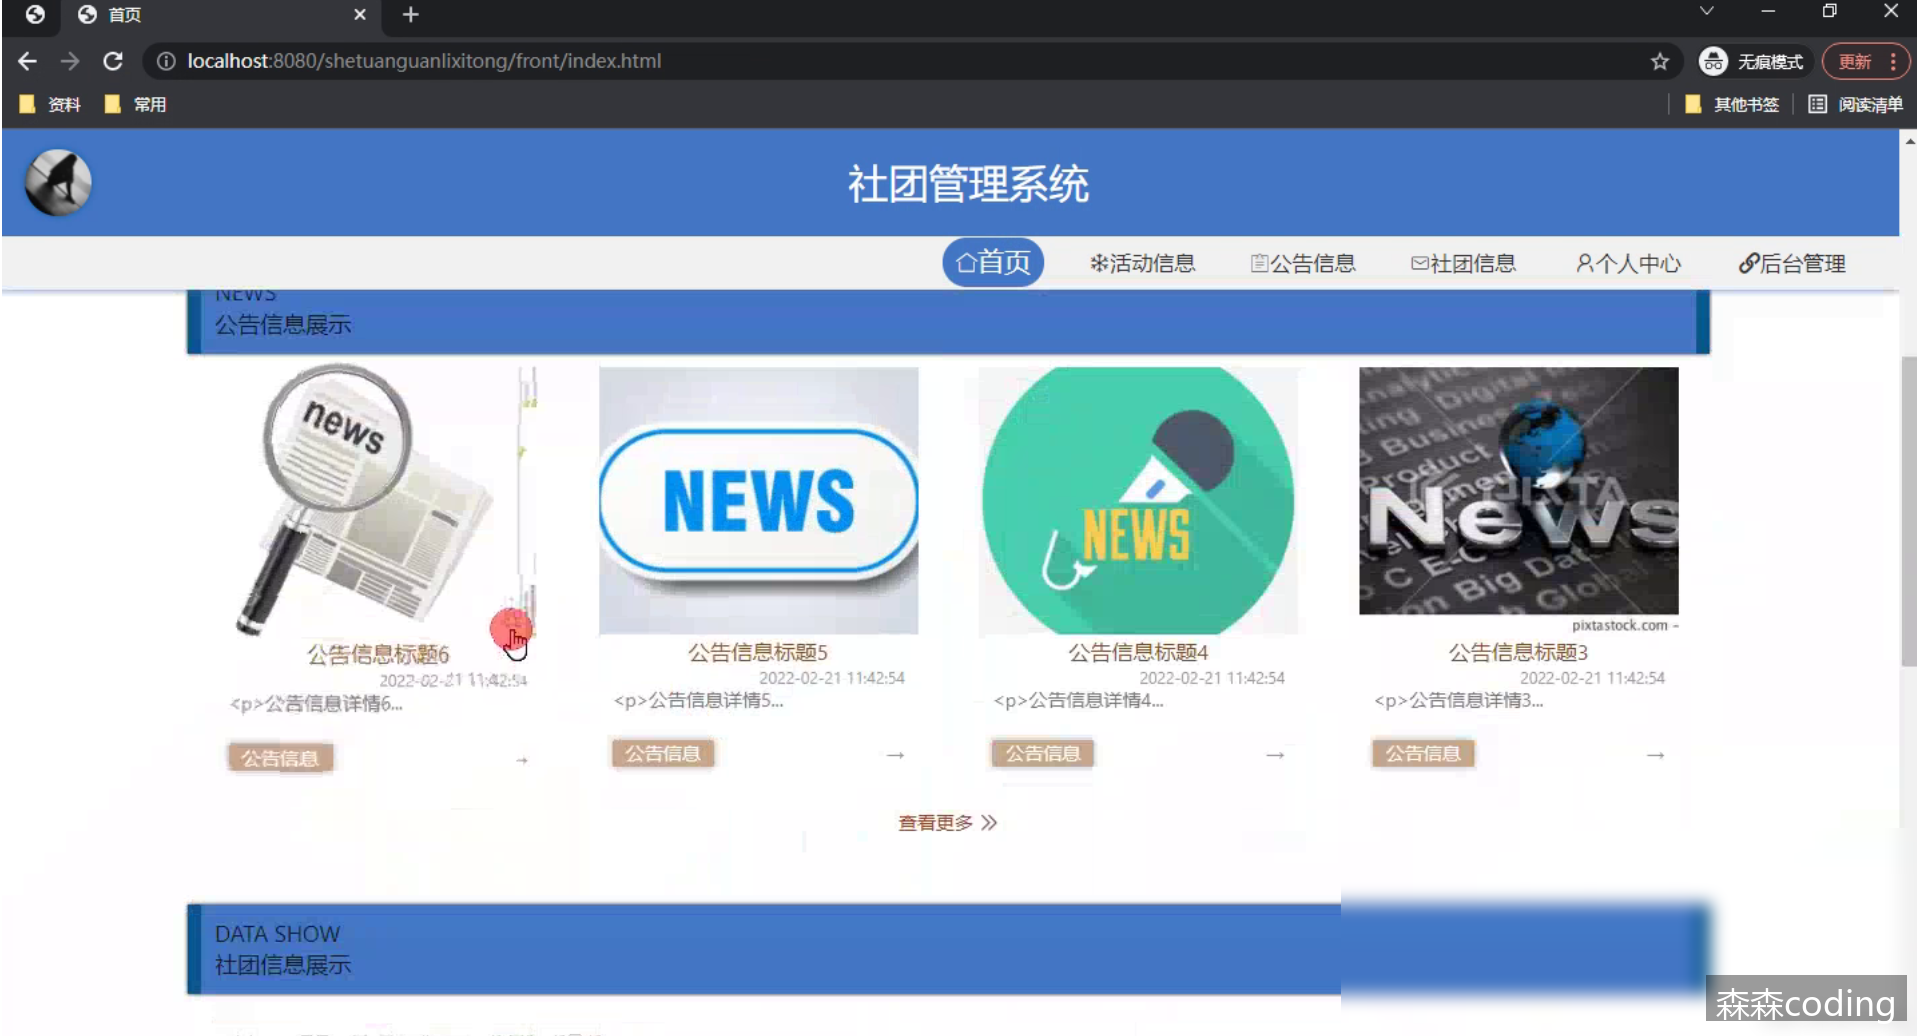 首页
localhost:8080/shetuanguanlixitong/front/index.html
无痕模式
更新
资料
常用
其他书签
阅读清单
社团管理系统
首页
活动信息
公告信息
社团信息
个人中心
后台管理
NEWS
公告信息展示
news
NEWS
NEWS
News
pixtastock.com -
公告信息标题6
公告信息标题5
公告信息标题4
公告信息标题3
2022-02-21 11:42:54
2022-02-21 11:42:54
2022-02-21 11:42:54
2022-02-21 11:42:54
<p>公告信息详情6...
<p>公告信息详情5...
<p>公告信息详情4...
<p>公告信息详情3...
公告信息 →
公告信息 →
公告信息 →
公告信息 →
查看更多
DATA SHOW
社团信息展示
森森coding